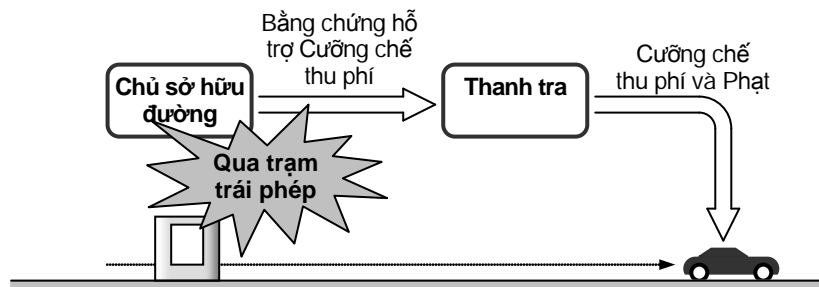 Bằng chứng hỗ
trợ Cưỡng chế
thu phí
Chủ sở hữu
đường
Thanh tra
Cưỡng chế
thu phí và Phạt
Qua trạm
trái phép